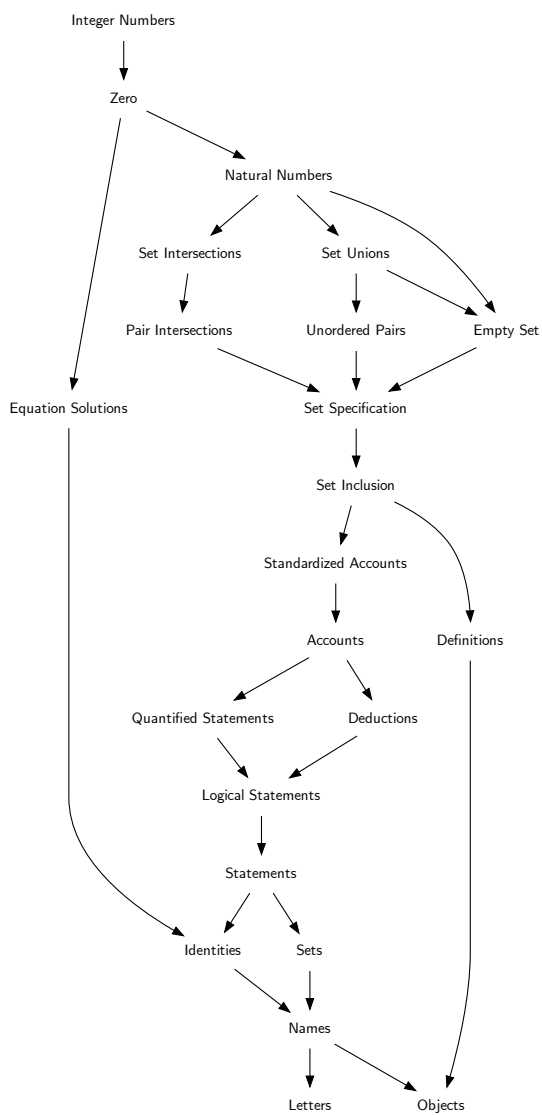 Integer Numbers
Zero
Natural Numbers
Set Intersections
Set Unions
Pair Intersections
Unordered Pairs
Empty Set
Equation Solutions
Set Specification
Set Inclusion
Standardized Accounts
Accounts
Definitions
Quantified Statements
Deductions
Logical Statements
Statements
Identities
Sets
Names
Letters
Objects